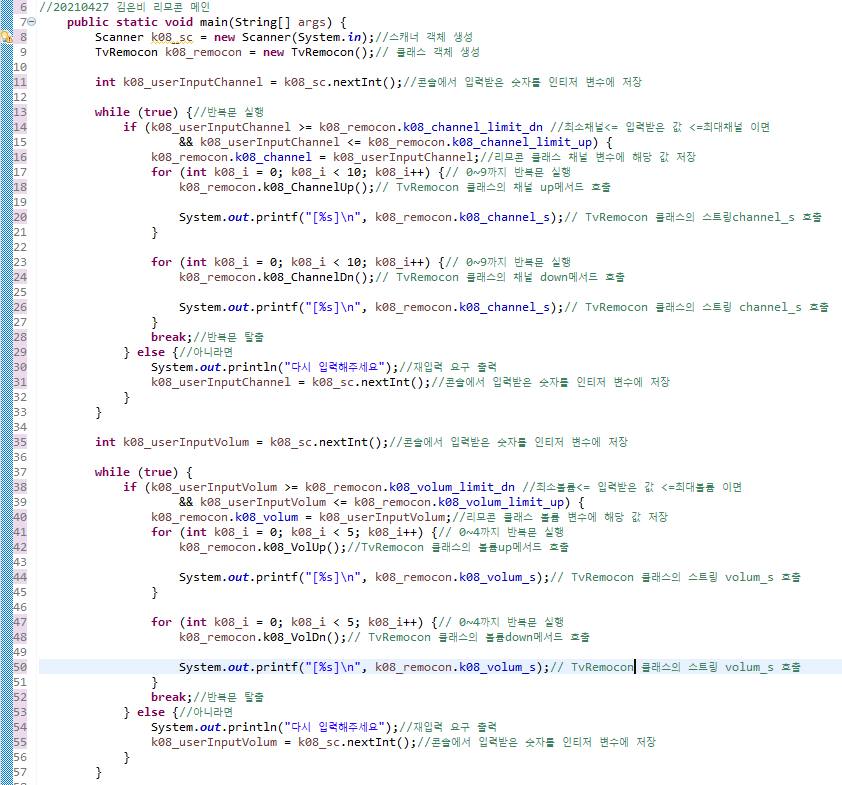 6 //20210427 김은비 리모콘 메인
7 public static void main(String[] args) {
8 Scanner k08_sc = new Scanner(System.in);//스캐너 객체 생성
9 TvRemocon k08_remocon = new TvRemocon();// 클래스 객체 생성
10
11 int k08_userInputChannel = k08_sc.nextInt();//콘솔에서 입력받은 숫자를 인티저 변수에 저장
12
13 while (true) {//반복문 실행
14 if (k08_userInputChannel >= k08_remocon.k08_channel_limit_dn //최소채널<= 입력받은 값 <=최대채널 이면
15 && k08_userInputChannel <= k08_remocon.k08_channel_limit_up) {
16 k08_remocon.k08_channel = k08_userInputChannel;//리모콘 클래스 채널 변수에 해당 값 저장
17 for (int k08_i = 0; k08_i < 10; k08_i++) {// 0~9까지 반복문 실행
18 k08_remocon.k08_ChannelUp();// TvRemocon 클래스의 채널 up메서드 호출
19
20 System.out.printf("[%s]\n", k08_remocon.k08_channel_s);// TvRemocon 클래스의 스트링channel_s 호출
21 }
22
23 for (int k08_i = 0; k08_i < 10; k08_i++) {// 0~9까지 반복문 실행
24 k08_remocon.k08_ChannelDn();// TvRemocon 클래스의 채널 down메서드 호출
25
26 System.out.printf("[%s]\n", k08_remocon.k08_channel_s);// TvRemocon 클래스의 스트링 channel_s 호출
27 }
28 break;//반복문 탈출
29 } else {//아니라면
30 System.out.println("다시 입력해주세요");//재입력 요구 출력
31 k08_userInputChannel = k08_sc.nextInt();//콘솔에서 입력받은 숫자를 인티저 변수에 저장
32 }
33 }
34
35 int k08_userInputVolum = k08_sc.nextInt();//콘솔에서 입력받은 숫자를 인티저 변수에 저장
36
37 while (true) {
38 if (k08_userInputVolum >= k08_remocon.k08_volum_limit_dn //최소볼륨<= 입력받은 값 <=최대볼륨 이면
39 && k08_userInputVolum <= k08_remocon.k08_volum_limit_up) {
40 k08_remocon.k08_volum = k08_userInputVolum;//리모콘 클래스 볼륨 변수에 해당 값 저장
41 for (int k08_i = 0; k08_i < 5; k08_i++) {// 0~4까지 반복문 실행
42 k08_remocon.k08_VolUp();//TvRemocon 클래스의 볼륨up메서드 호출
43
44 System.out.printf("[%s]\n", k08_remocon.k08_volum_s);// TvRemocon 클래스의 스트링 volum_s 호출
45 }
46
47 for (int k08_i = 0; k08_i < 5; k08_i++) {// 0~4까지 반복문 실행
48 k08_remocon.k08_VolDn();// TvRemocon 클래스의 볼륨down메서드 호출
49
50 System.out.printf("[%s]\n", k08_remocon.k08_volum_s);// TvRemocon 클래스의 스트링 volum_s 호출
51 }
52 break;//반복문 탈출
53 } else {//아니라면
54 System.out.println("다시 입력해주세요");//재입력 요구 출력
55 k08_userInputVolum = k08_sc.nextInt();//콘솔에서 입력받은 숫자를 인티저 변수에 저장
56 }
57 }